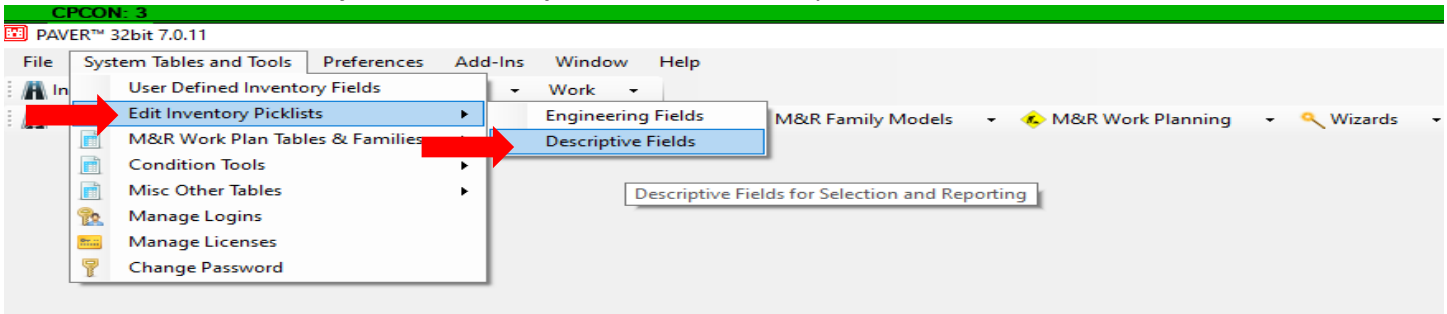 CPCON: 3
PAVER™ 32bit 7.0.11
File System Tables and Tools Preferences Add-Ins Window Help
In User Defined Inventory Fields Work
Edit Inventory Picklists Engineering Fields M&R Family Models M&R Work Planning Wizards
M&R Work Plan Tables & Families Descriptive Fields
Condition Tools
Misc Other Tables Descriptive Fields for Selection and Reporting
Manage Logins
Manage Licenses
Change Password